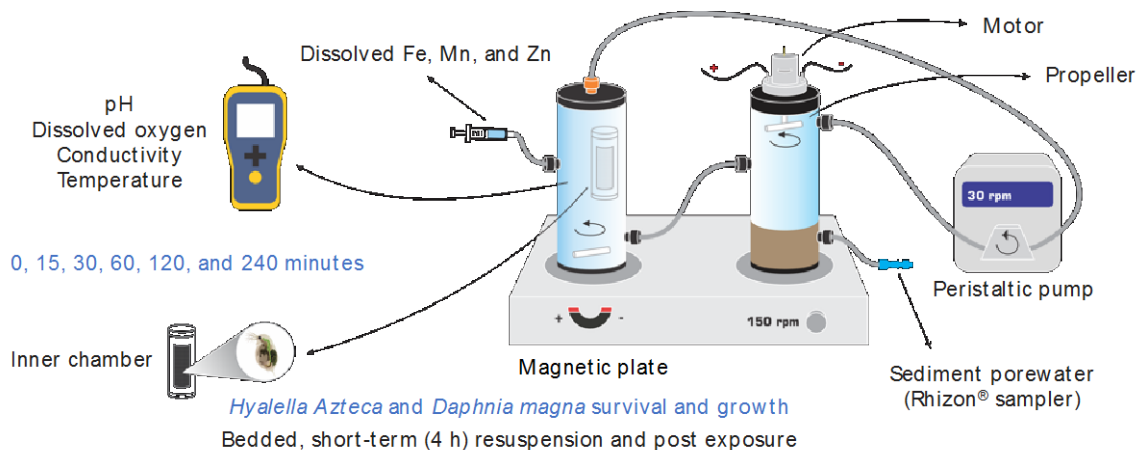 Motor
Dissolved Fe, Mn, and Zn
Propeller
pH
Dissolved oxygen
Conductivity
Temperature
30 rpm
0, 15, 30, 60, 120, and 240 minutes
Peristaltic pump
+ - 150 rpm
Inner chamber
Magnetic plate
Sediment porewater
(Rhizon® sampler)
Hyalella Azteca and Daphnia magna survival and growth
Bedded, short-term (4 h) resuspension and post exposure